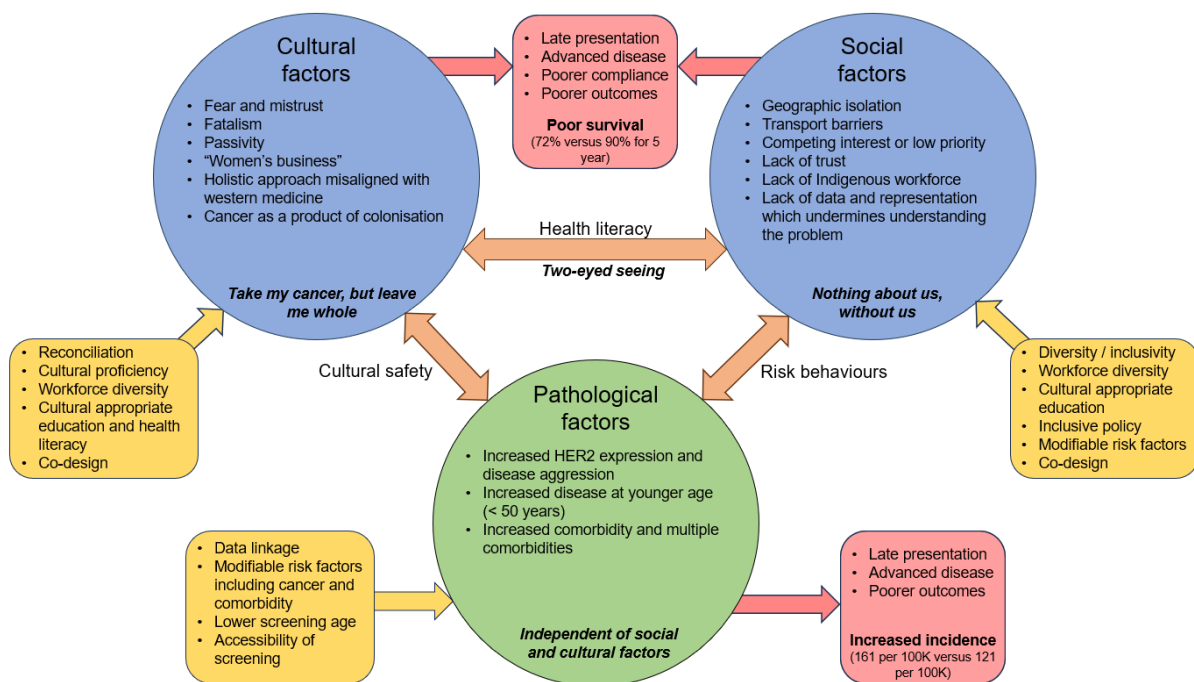 Cultural
factors
• Fear and mistrust
• Fatalism
• Passivity
• “Women’s business”
• Holistic approach misaligned with
western medicine
• Cancer as a product of colonisation
Take my cancer, but leave
me whole
• Late presentation
• Advanced disease
• Poorer compliance
• Poorer outcomes
Poor survival
(72% versus 90% for 5
year)
Social
factors
• Geographic isolation
• Transport barriers
• Competing interest or low priority
• Lack of trust
• Lack of Indigenous workforce
• Lack of data and representation
which undermines understanding
the problem
Nothing about us,
without us
Health literacy
Two-eyed seeing
• Reconciliation
• Cultural proficiency
• Workforce diversity
• Cultural appropriate
education and health
literacy
• Co-design
Cultural safety
Risk behaviours
• Diversity / inclusivity
• Workforce diversity
• Cultural appropriate
education
• Inclusive policy
• Modifiable risk factors
• Co-design
Pathological
factors
• Increased HER2 expression and
disease aggression
• Increased disease at younger age
(< 50 years)
• Increased comorbidity and multiple
comorbidities
Independent of social
and cultural factors
• Data linkage
• Modifiable risk factors
including cancer and
comorbidity
• Lower screening age
• Accessibility of
screening
• Late presentation
• Advanced disease
• Poorer outcomes
Increased incidence
(161 per 100K versus 121
per 100K)